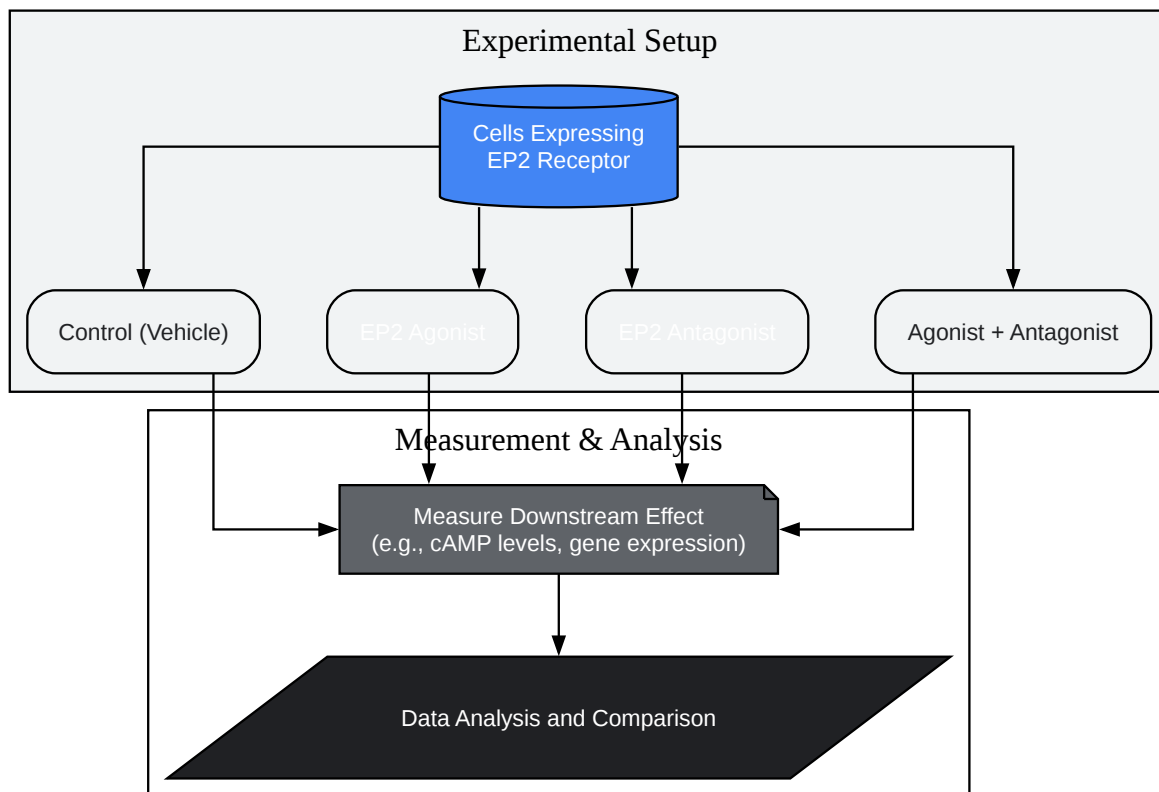 Experimental Setup
Cells Expressing
EP2 Receptor
Control (Vehicle)
EP2 Agonist
EP2 Antagonist
Agonist + Antagonist
Measurement & Analysis
Measure Downstream Effect
(e.g., cAMP levels, gene expression)
Data Analysis and Comparison